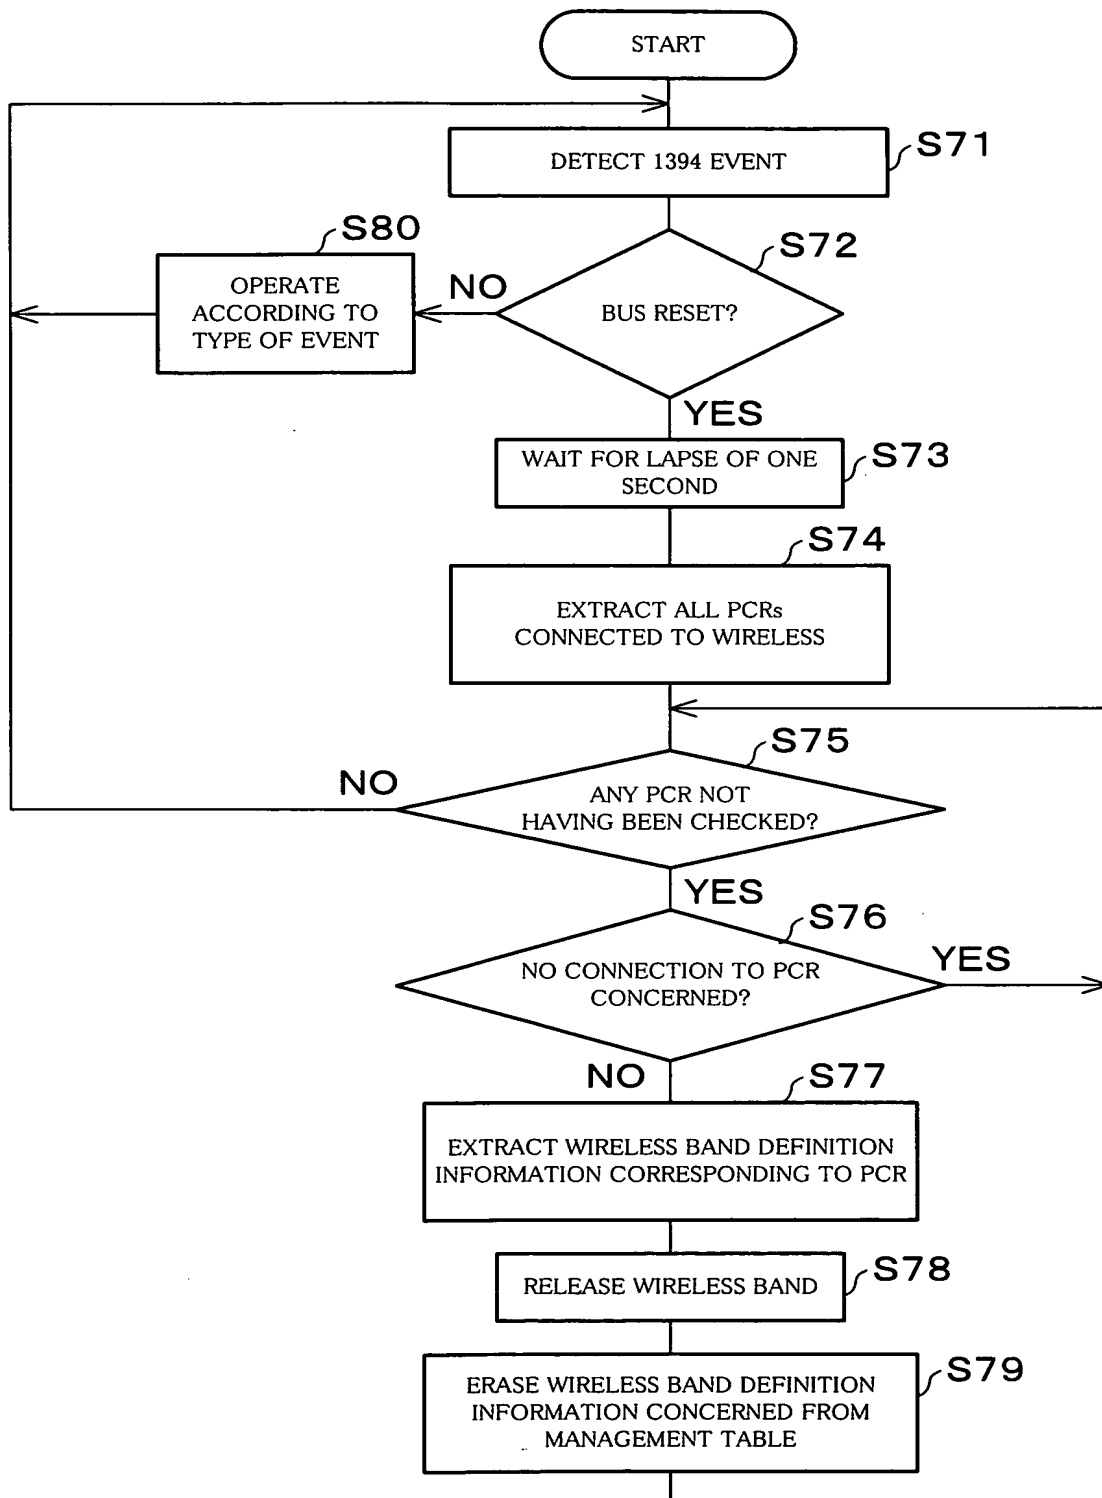 START
DETECT 1394 EVENT
S71
S80
OPERATE
ACCORDING TO
TYPE OF EVENT
NO
S72
BUS RESET?
YES
WAIT FOR LAPSE OF ONE
SECOND
S73
S74
EXTRACT ALL PCRs
CONNECTED TO WIRELESS
S75
NO
ANY PCR NOT
HAVING BEEN CHECKED?
YES
S76
NO CONNECTION TO PCR
CONCERNED?
YES
NO
S77
EXTRACT WIRELESS BAND DEFINITION
INFORMATION CORRESPONDING TO PCR
RELEASE WIRELESS BAND
S78
S79
ERASE WIRELESS BAND DEFINITION
INFORMATION CONCERNED FROM
MANAGEMENT TABLE